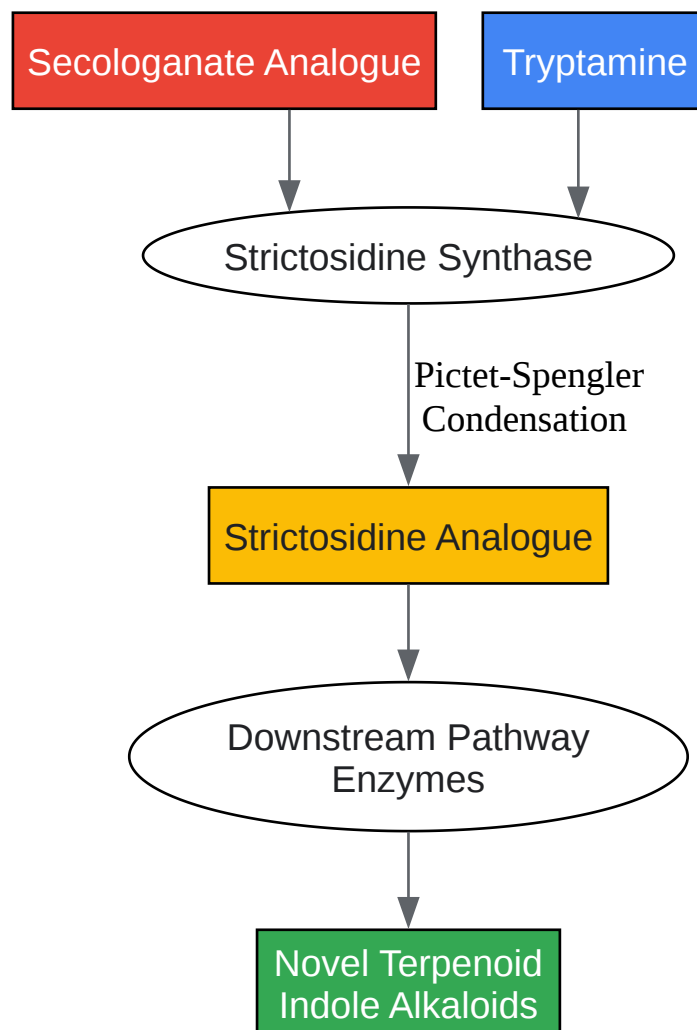 Secologanate Analogue
Tryptamine
Strictosidine Synthase
Pictet-Spengler
Condensation
Strictosidine Analogue
Downstream Pathway
Enzymes
Novel Terpenoid
Indole Alkaloids